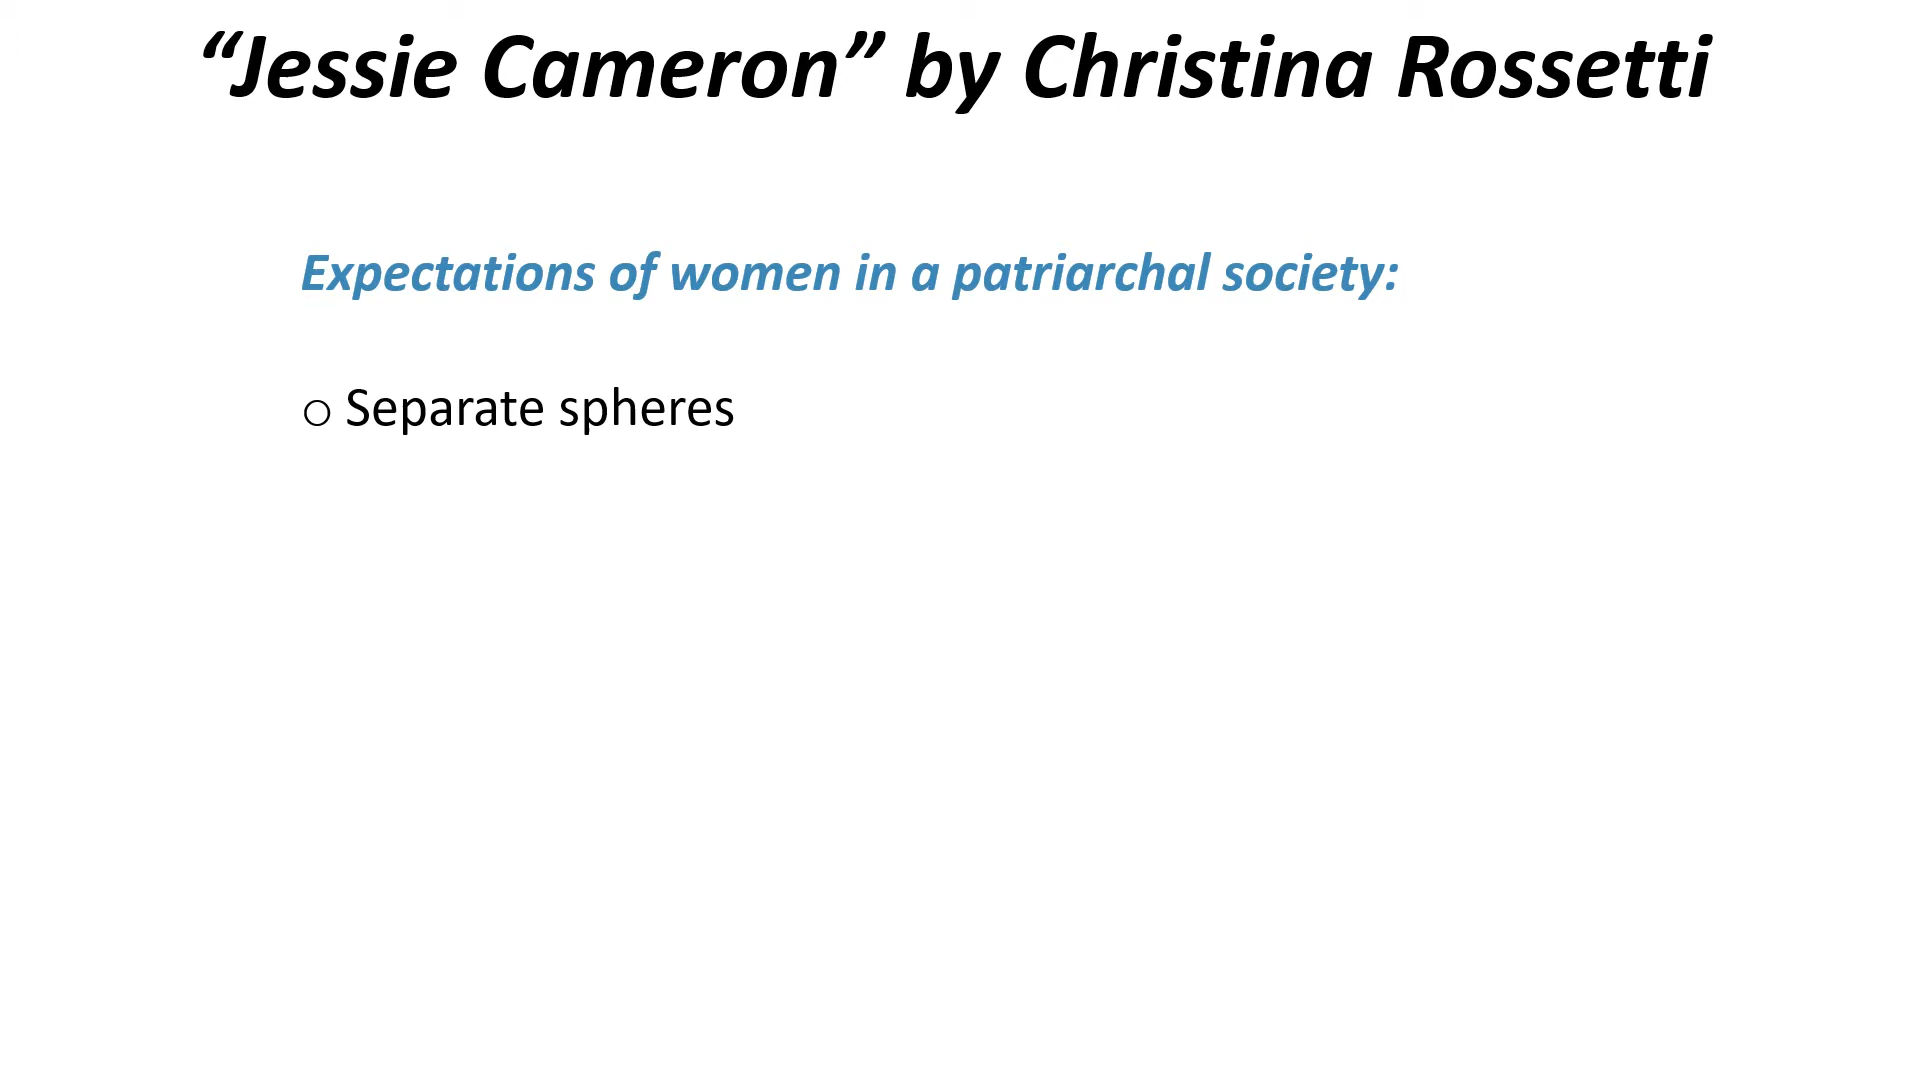 “Jessie Cameron” by Christina Rossetti
Expectations of women in a patriarchal society:
o Separate spheres